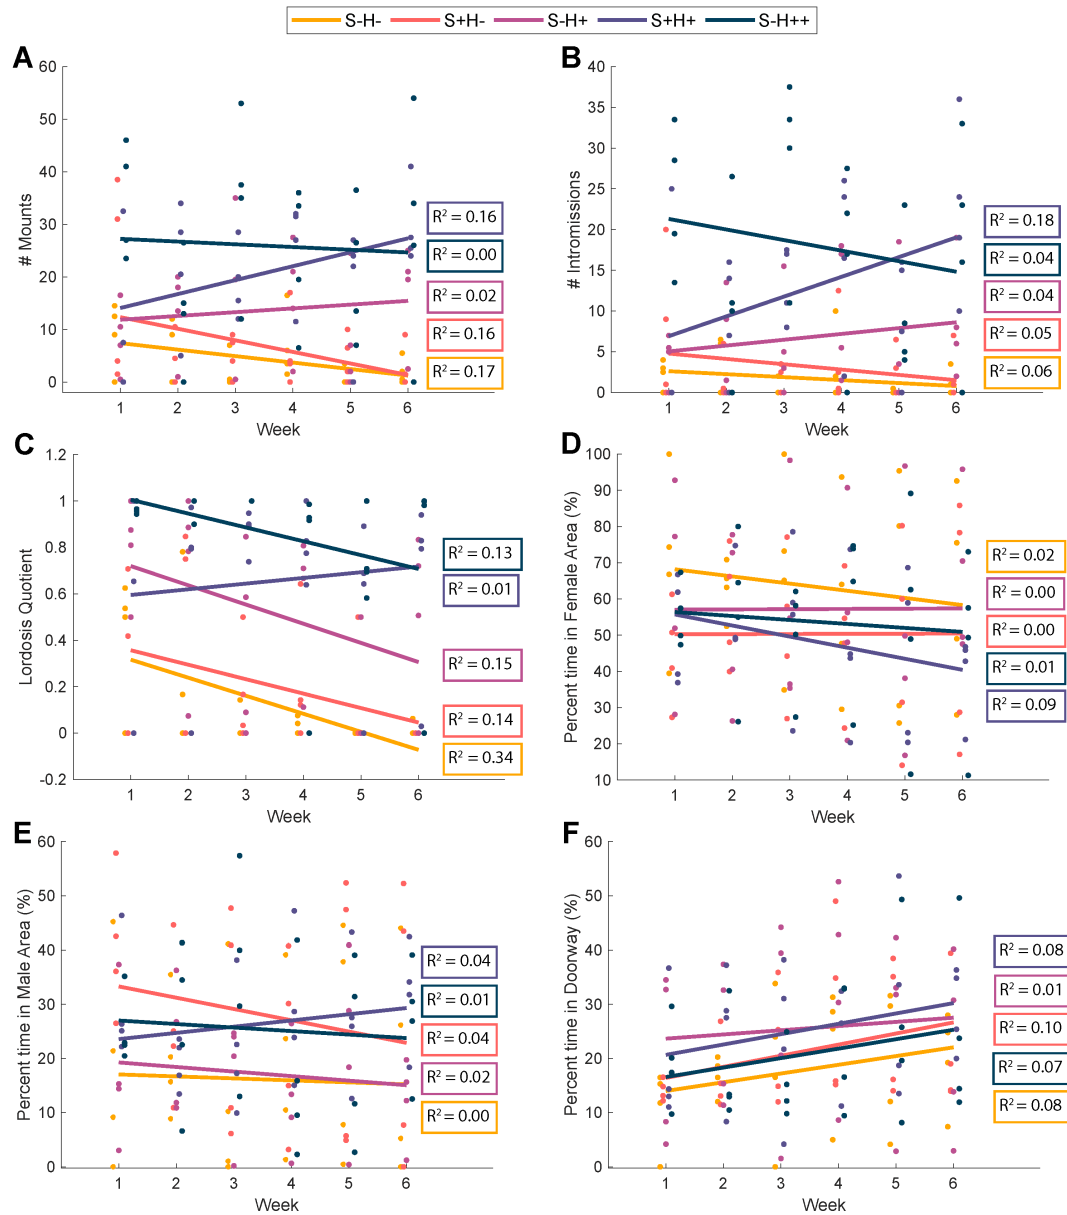 S-H- S+H- S-H+ S+H+ S-H++
A
60
50
40
30
20
10
0
# Mounts
1 2 3 4 5 6
Week
R² = 0.16
R² = 0.00
R² = 0.02
R² = 0.16
R² = 0.17
B
40
35
30
25
20
15
10
5
0
# Intromissions
1 2 3 4 5 6
Week
R² = 0.18
R² = 0.04
R² = 0.04
R² = 0.05
R² = 0.06
C
1.2
1
0.8
0.6
0.4
0.2
0
-0.2
Lordosis Quotient
1 2 3 4 5 6
Week
R² = 0.13
R² = 0.01
R² = 0.15
R² = 0.14
R² = 0.34
D
100
90
80
70
60
50
40
30
20
10
Percent time in Female Area (%)
1 2 3 4 5 6
Week
R² = 0.02
R² = 0.00
R² = 0.00
R² = 0.01
R² = 0.09
E
60
50
40
30
20
10
0
Percent time in Male Area (%)
1 2 3 4 5 6
Week
R² = 0.04
R² = 0.01
R² = 0.04
R² = 0.02
R² = 0.00
F
60
50
40
30
20
10
0
Percent time in Doorway (%)
1 2 3 4 5 6
Week
R² = 0.08
R² = 0.01
R² = 0.10
R² = 0.07
R² = 0.08